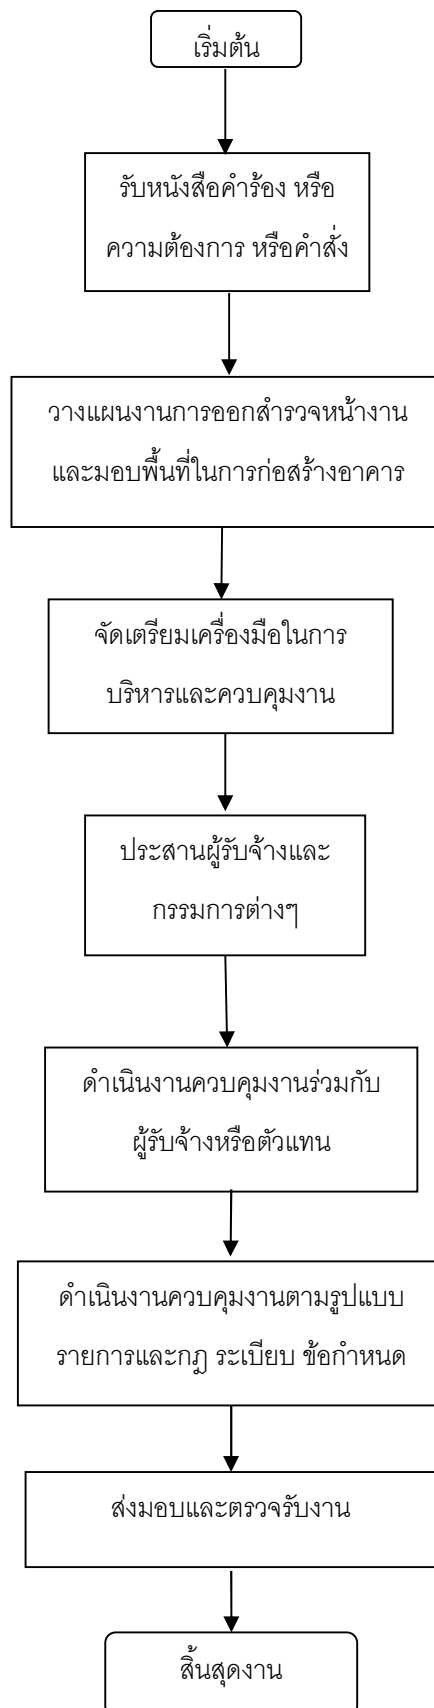 เริ่มต้น
รับหนังสือคำร้อง หรือ
ความต้องการ หรือคำสั่ง
วางแผนงานการออกสำรวจหน้างาน
และมอบพื้นที่ในการก่อสร้างอาคาร
จัดเตรียมเครื่องมือในการ
บริหารและควบคุมงาน
ประสานผู้รับจ้างและ
กรรมการต่างๆ
ดำเนินงานควบคุมงานร่วมกับ
ผู้รับจ้างหรือตัวแทน
ดำเนินงานควบคุมงานตามรูปแบบ
รายการและกฎ ระเบียบ ข้อกำหนด
ส่งมอบและตรวจรับงาน
สิ้นสุดงาน